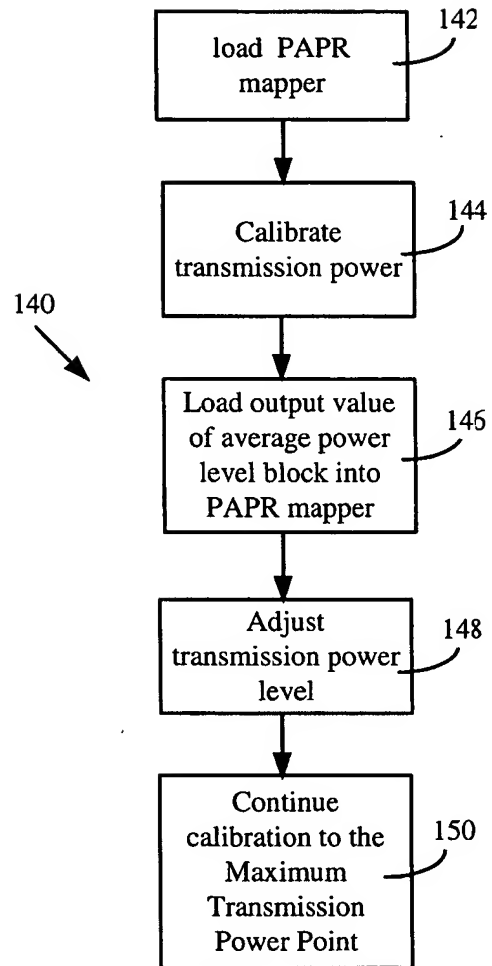 load PAPR
mapper
142
Calibrate
transmission power
144
140
Load output value
of average power
level block into
PAPR mapper
146
Adjust
transmission power
level
148
Continue
calibration to the
Maximum
Transmission
Power Point
150